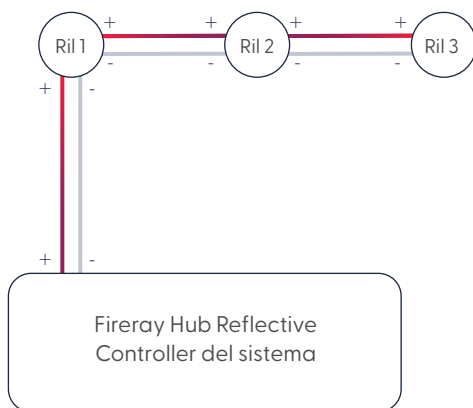 Ril 1
Ril 2
Ril 3
+ + + +
- - - -
+ -
+ -
Fireray Hub Reflective
Controller del sistema